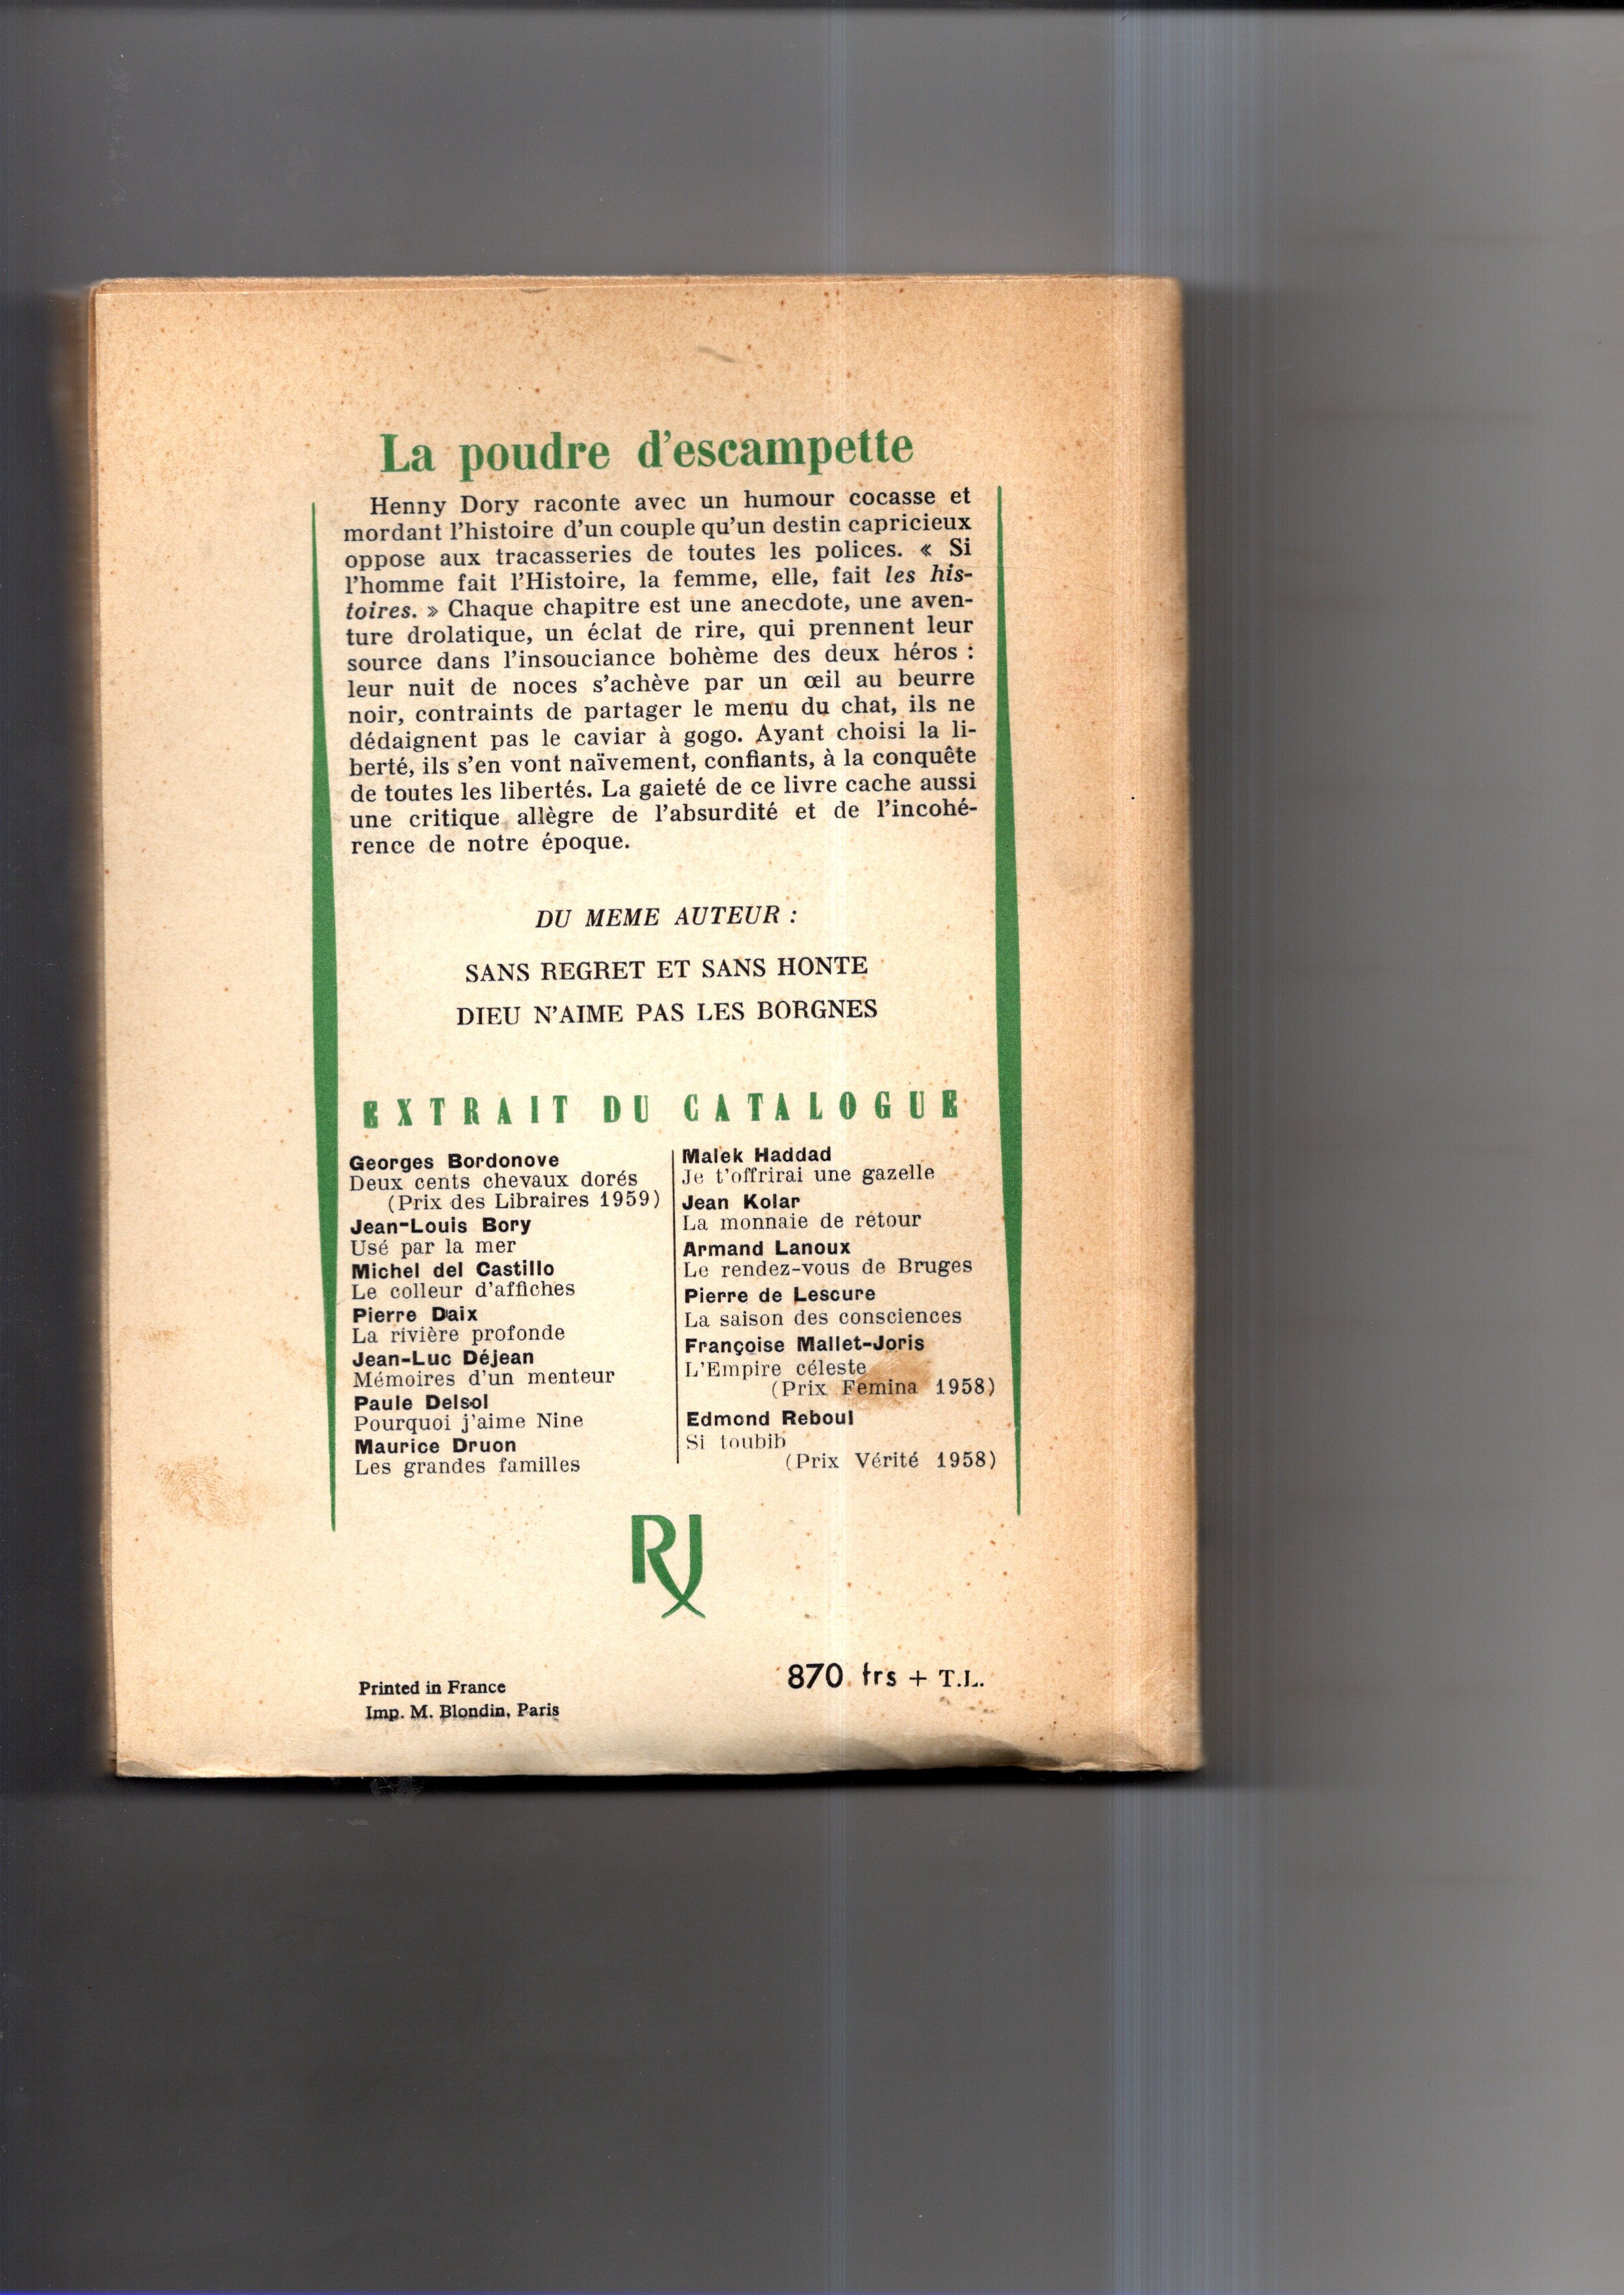 La poudre d'escampette
Henny Dory raconte avec un humour cocasse et
mordant l'histoire d'un couple qu'un destin capricieux
oppose aux tracasseries de toutes les polices. « Si
l'homme fait l'Histoire, la femme, elle, fait les his-
toires. » Chaque chapitre est une anecdote, une aven-
ture drolatique, un éclat de rire, qui prennent leur
source dans l'insouciance bohème des deux héros :
leur nuit de noces s'achève par un œil au beurre
noir, contraints de partager le menu du chat, ils ne
dédaignent pas le caviar à gogo. Ayant choisi la li-
berté, ils s'en vont naïvement, confiants, à la conquête
de toutes les libertés. La gaieté de ce livre cache aussi
une critique allègre de l'absurdité et de l'incohé-
rence de notre époque.
DU MEME AUTEUR :
SANS REGRET ET SANS HONTE
DIEU N'AIME PAS LES BORGNES
EXTRAIT DU CATALOGUE
Georges Bordonove
Deux cents chevaux dorés
(Prix des Libraires 1959)
Jean-Louis Bory
Usé par la mer
Michel del Castillo
Le colleur d'affiches
Pierre Daix
La rivière profonde
Jean-Luc Déjean
Mémoires d'un menteur
Paule Delsol
Pourquoi j'aime Nine
Maurice Druon
Les grandes familles
Malek Haddad
Je t'offrirai une gazelle
Jean Kolar
La monnaie de retour
Armand Lanoux
Le rendez-vous de Bruges
Pierre de Lescure
La saison des consciences
Françoise Mallet-Joris
L'Empire céleste
(Prix Femina 1958)
Edmond Reboul
Si toubib
(Prix Vérité 1958)
RJ
870 frs + T.L.
Printed in France
Imp. M. Blondin, Paris